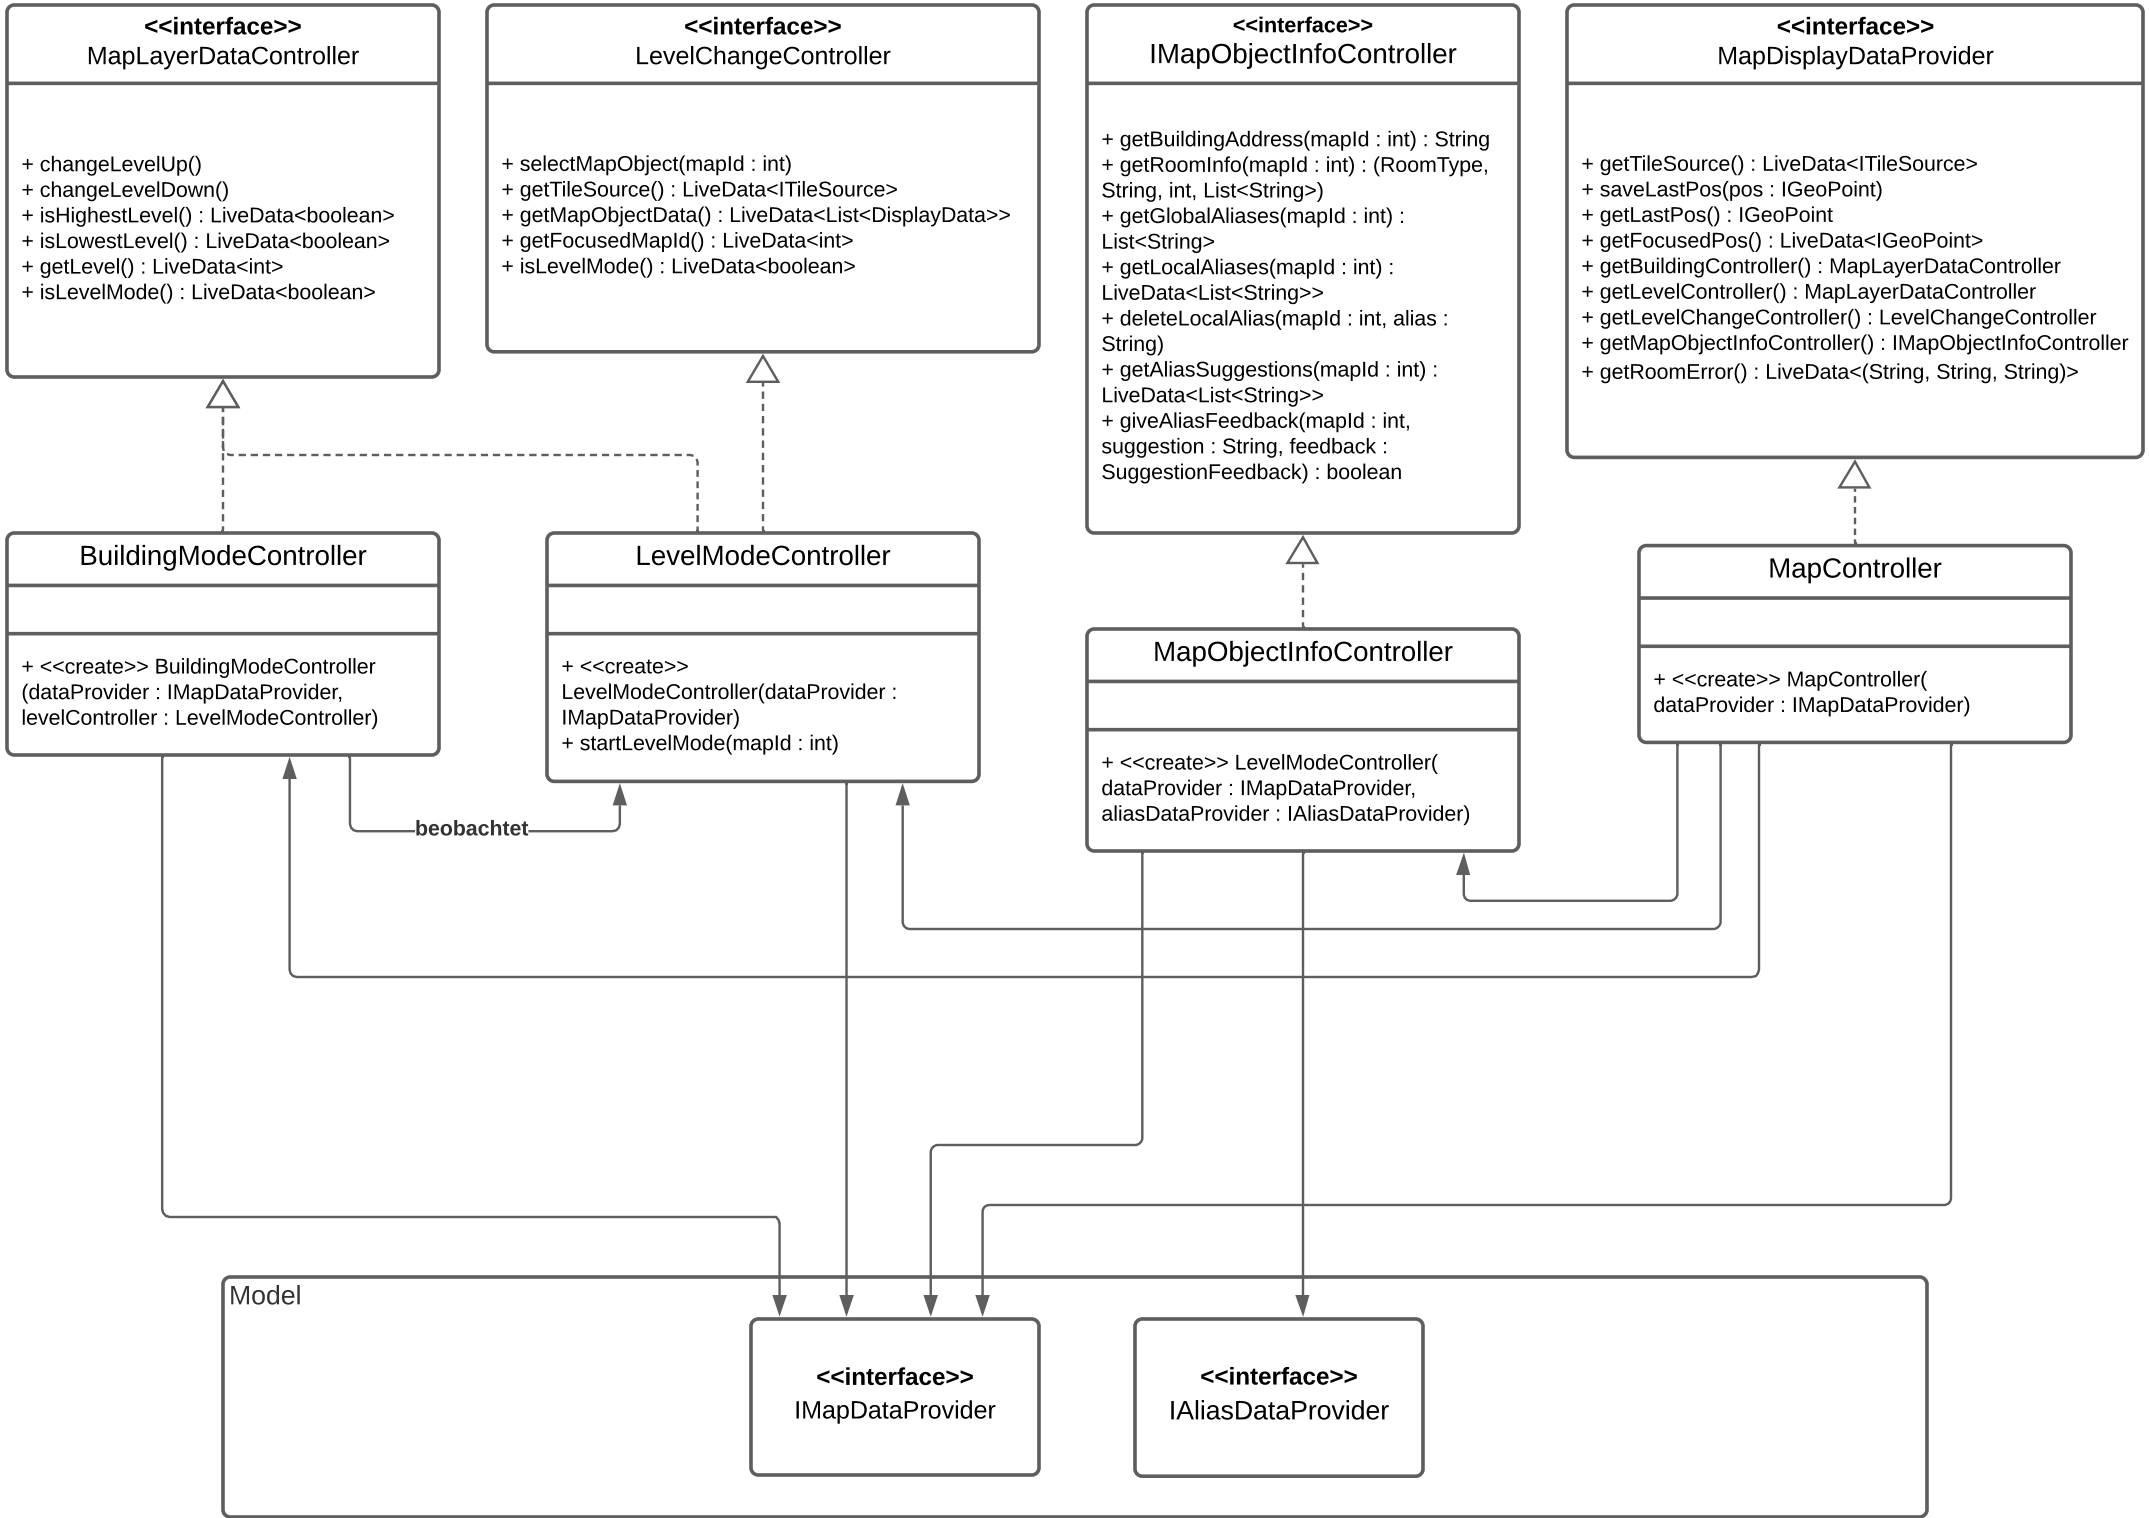 <<interface>>
MapLayerDataController
+ changeLevelUp()
+ changeLevelDown()
+ isHighestLevel() : LiveData<boolean>
+ isLowestLevel() : LiveData<boolean>
+ getLevel() : LiveData<int>
+ isLevelMode() : LiveData<boolean>
<<interface>>
LevelChangeController
+ selectMapObject(mapId : int)
+ getTileSource() : LiveData<ITileSource>
+ getMapObjectData() : LiveData<List<DisplayData>>
+ getFocusedMapId() : LiveData<int>
+ isLevelMode() : LiveData<boolean>
<<interface>>
IMapObjectInfoController
+ getBuildingAddress(mapId : int) : String
+ getRoomInfo(mapId : int) : (RoomType,
String, int, List<String>)
+ getGlobalAliases(mapId : int) :
List<String>
+ getLocalAliases(mapId : int) :
LiveData<List<String>>
+ deleteLocalAlias(mapId : int, alias :
String)
+ getAliasSuggestions(mapId : int) :
LiveData<List<String>>
+ giveAliasFeedback(mapId : int,
suggestion : String, feedback :
SuggestionFeedback) : boolean
<<interface>>
MapDisplayDataProvider
+ getTileSource() : LiveData<ITileSource>
+ saveLastPos(pos : IGeoPoint)
+ getLastPos() : IGeoPoint
+ getFocusedPos() : LiveData<IGeoPoint>
+ getBuildingController() : MapLayerDataController
+ getLevelController() : MapLayerDataController
+ getLevelChangeController() : LevelChangeController
+ getMapObjectInfoController() : IMapObjectInfoController
+ getRoomError() : LiveData<(String, String, String)>
BuildingModeController
+ <<create>> BuildingModeController
(dataProvider : IMapDataProvider,
levelController : LevelModeController)
LevelModeController
+ <<create>>
LevelModeController(dataProvider :
IMapDataProvider)
+ startLevelMode(mapId : int)
MapObjectInfoController
+ <<create>> LevelModeController(
dataProvider : IMapDataProvider,
aliasDataProvider : IAliasDataProvider)
MapController
+ <<create>> MapController(
dataProvider : IMapDataProvider)
beobachtet
Model
<<interface>>
IMapDataProvider
<<interface>>
IAliasDataProvider